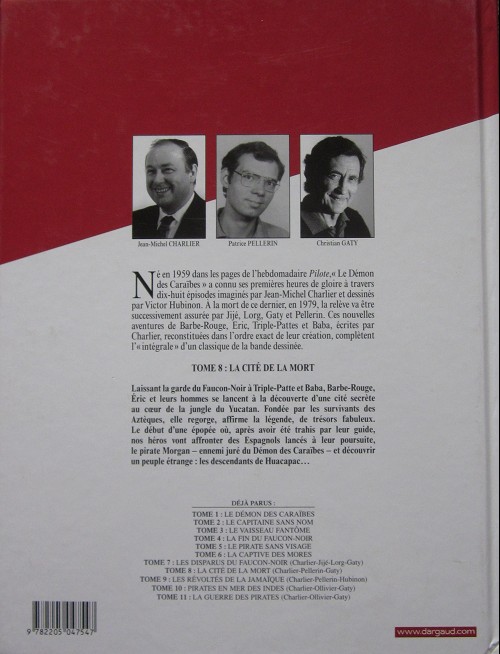 Jean-Michel CHARLIER
Patrice PELLERIN
Christian GATY
Né en 1959 dans les pages de l'hebdomadaire Pilote, « Le Démon
des Caraïbes » a connu ses premières heures de gloire à travers
dix-huit épisodes imaginés par Jean-Michel Charlier et dessinés
par Victor Hubinon. A la mort de ce dernier, en 1979, la relève va être
successivement assurée par Jijé, Lorg, Gaty et Pellerin. Ces nouvelles
aventures de Barbe-Rouge, Eric, Triple-Pattes et Baba, écrites par
Charlier, reconstituées dans l'ordre exact de leur création, complètent
l'« intégrale » d'un classique de la bande dessinée.
TOME 8 : LA CITÉ DE LA MORT
Laissant la garde du Faucon-Noir à Triple-Patte et Baba, Barbe-Rouge,
Éric et leurs hommes se lancent à la découverte d'une cité secrète
au cœur de la jungle du Yucatan. Fondée par les survivants des
Aztèques, elle regorge, affirme la légende, de trésors fabuleux.
Le début d'une épopée où, après avoir été trahis par leur guide,
nos héros vont affronter des Espagnols lancés à leur poursuite,
le pirate Morgan – ennemi juré du Démon des Caraïbes – et découvrir
un peuple étrange : les descendants de Huacapac...
DÉJÀ PARUS :
TOME 1 : LE DÉMON DES CARAÏBES
TOME 2 : LE CAPITAINE SANS NOM
TOME 3 : LE VAISSEAU FANTÔME
TOME 4 : LA FIN DU FAUCON-NOIR
TOME 5 : LE PIRATE SANS VISAGE
TOME 6 : LA CAPTIVE DES MORES
TOME 7 : LES DISPARUS DU FAUCON-NOIR (Charlier-Jijé-Lorg-Gaty)
TOME 8 : LA CITÉ DE LA MORT (Charlier-Pellerin-Gaty)
TOME 9 : LES RÉVOLTÉS DE LA JAMAÏQUE (Charlier-Pellerin-Hubinon)
TOME 10 : PIRATES EN MER DES INDES (Charlier-Ollivier-Gaty)
TOME 11 : LA GUERRE DES PIRATES (Charlier-Ollivier-Gaty)
9 782205 047547
www.dargaud.com